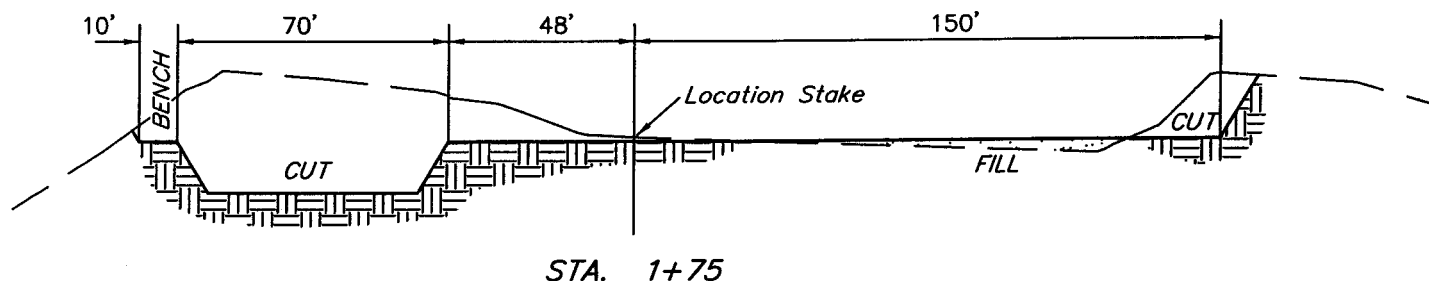 10' 70' 48' 150'
BENCH
Location Stake
CUT
CUT
FILL
STA. 1+75